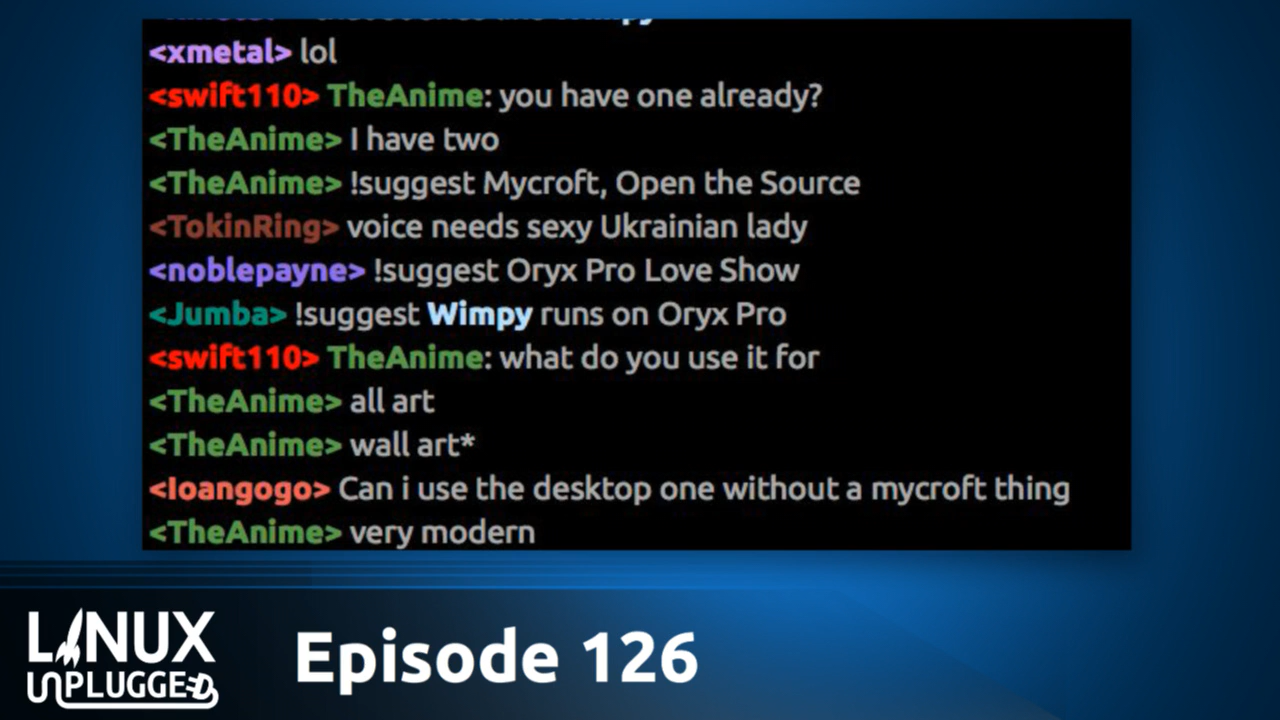 <xmetal> lol
<swift110> TheAnime: you have one already?
<TheAnime> I have two
<TheAnime> !suggest Mycroft, Open the Source
<TokinRing> voice needs sexy Ukrainian lady
<noblepayne> !suggest Oryx Pro Love Show
<Jumba> !suggest Wimpy runs on Oryx Pro
<swift110> TheAnime: what do you use it for
<TheAnime> all art
<TheAnime> wall art*
<loangogo> Can i use the desktop one without a mycroft thing
<TheAnime> very modern
LINUX
UNPLUGGED
Episode 126